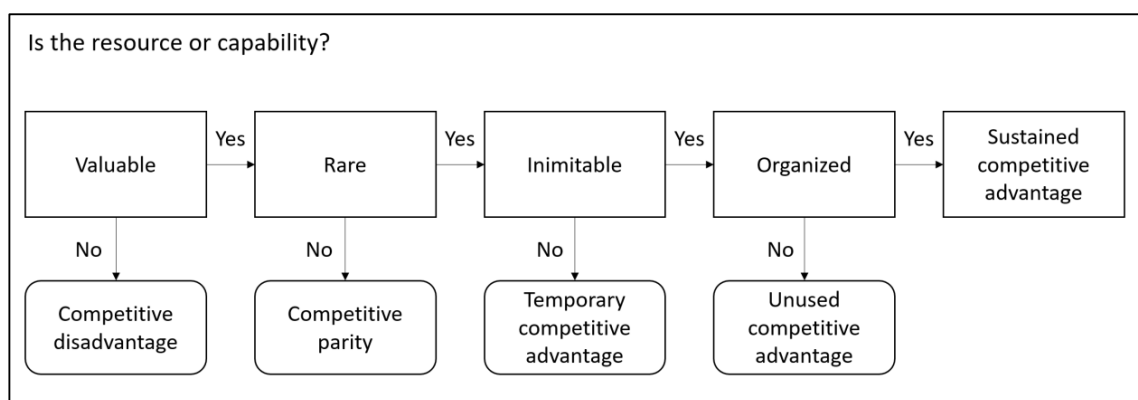 Is the resource or capability?
Valuable
Yes
Rare
Yes
Inimitable
Yes
Organized
Yes
Sustained
competitive
advantage
No
No
No
No
Competitive
disadvantage
Competitive
parity
Temporary
competitive
advantage
Unused
competitive
advantage